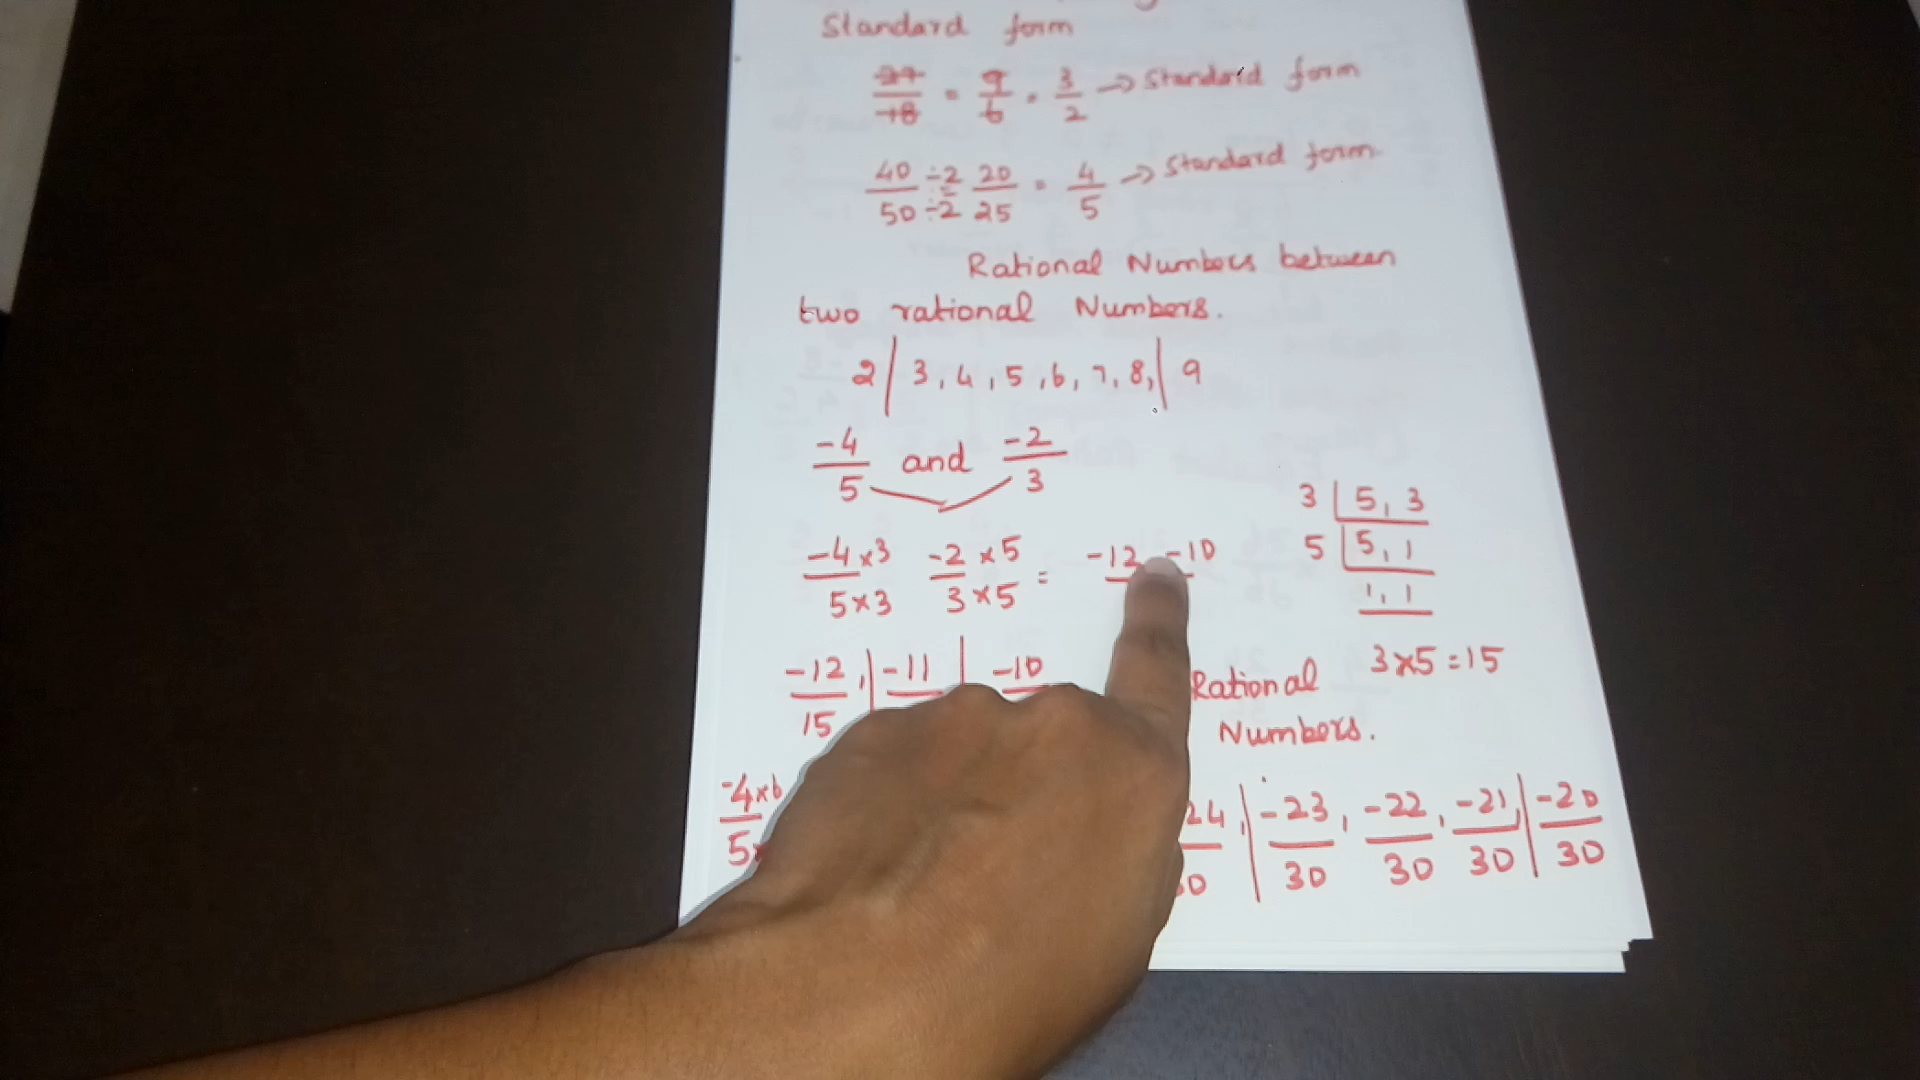 Standard form
27/18 = 9/6 = 3/2 → Standard form
40/50 ÷2/÷2 = 20/25 = 4/5 → Standard form
Rational Numbers between
two rational Numbers.
2 | 3, 4, 5, 6, 7, 8, | 9
-4/5 and -2/3
3 | 5, 3
-4×3/5×3 -2×5/3×5 = -12 -10
5 | 5, 1
1, 1
-12/15, | -11 | -10
Rational 3×5=15
Numbers.
-4×6/5
24, | -23/30, -22/30, -21/30, | -20/30